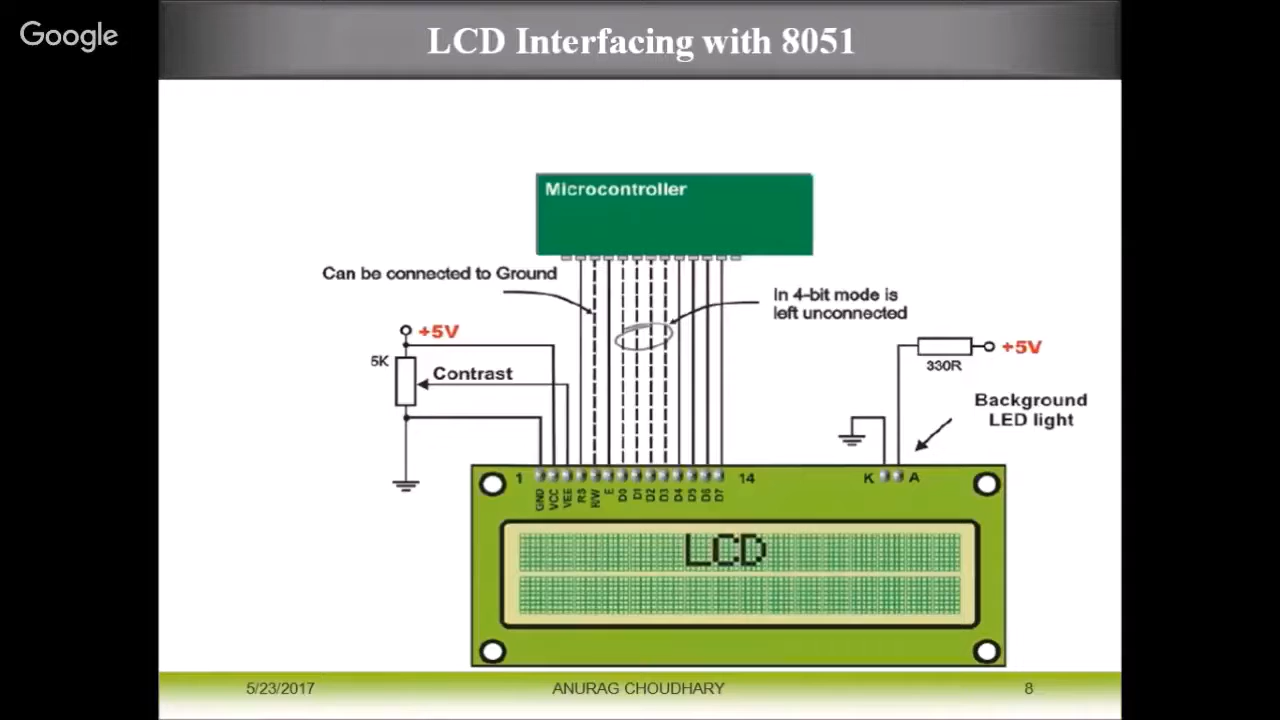 Google
LCD Interfacing with 8051
Microcontroller
Can be connected to Ground
In 4-bit mode is
left unconnected
+5V
5K
Contrast
+5V
330R
Background
LED light
1
14
K
A
GND
VCC
VEE
RS
R/W
E
D0
D1
D2
D3
D4
D5
D6
D7
LCD
5/23/2017
ANURAG CHOUDHARY
8